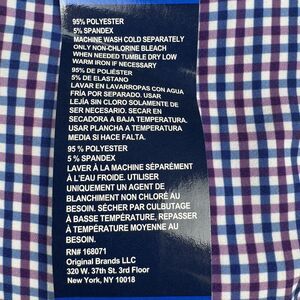 95% POLYESTER
5% SPANDEX
MACHINE WASH COLD SEPARATELY
ONLY NON-CHLORINE BLEACH
WHEN NEEDED TUMBLE DRY LOW
WARM IRON IF NECESSARY
95% DE POLIÉSTER
5% DE ELASTANO
LAVAR EN LAVARROPAS CON AGUA
FRÍA POR SEPARADO. USAR
LEJÍA SIN CLORO SOLAMENTE DE
SER NECESARIO. SECAR EN
SECADORA A BAJA TEMPERATURA.
USAR PLANCHA A TEMPERATURA
MEDIA SI HACE FALTA.
95 % POLYESTER
5 % SPANDEX
LAVER À LA MACHINE SÉPARÉMENT
À L'EAU FROIDE. UTILISER
UNIQUEMENT UN AGENT DE
BLANCHIMENT NON CHLORÉ AU
BESOIN. SÉCHER PAR CULBUTAGE
À BASSE TEMPÉRATURE, REPASSER
À TEMPÉRATURE MOYENNE AU
BESOIN.
RN# 168071
Original Brands LLC
320 W. 37th St. 3rd Floor
New York, NY 10018